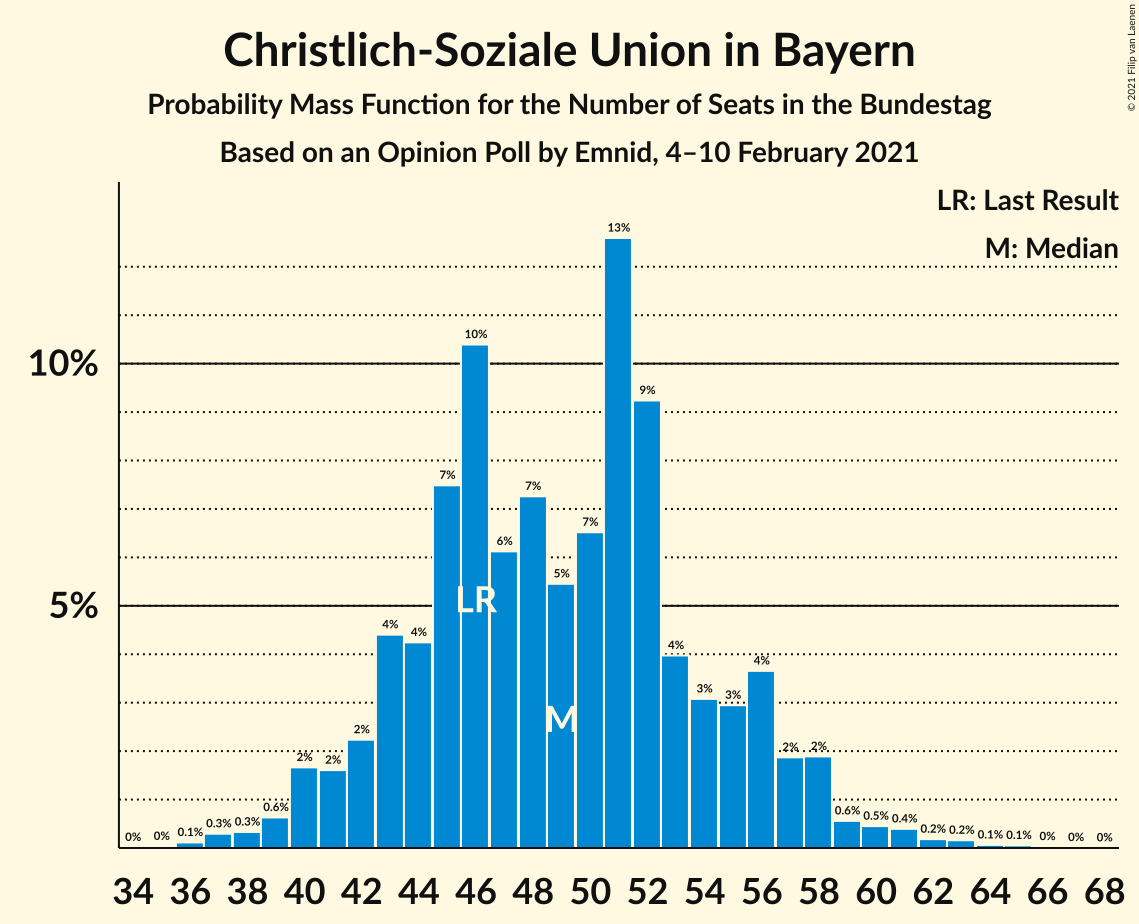 Christlich-Soziale Union in Bayern
Probability Mass Function for the Number of Seats in the Bundestag
Based on an Opinion Poll by Emnid, 4–10 February 2021
© 2021 Filip van Laenen
LR: Last Result
M: Median
10%
5%
0% 0% 0.1% 0.3% 0.3% 0.6% 2% 2% 2% 4% 4% 7% 10% 6% 7% 5% 7% 13% 9% 4% 3% 3% 4% 2% 2% 0.6% 0.5% 0.4% 0.2% 0.2% 0.1% 0.1% 0% 0% 0%
LR
M
34 36 38 40 42 44 46 48 50 52 54 56 58 60 62 64 66 68